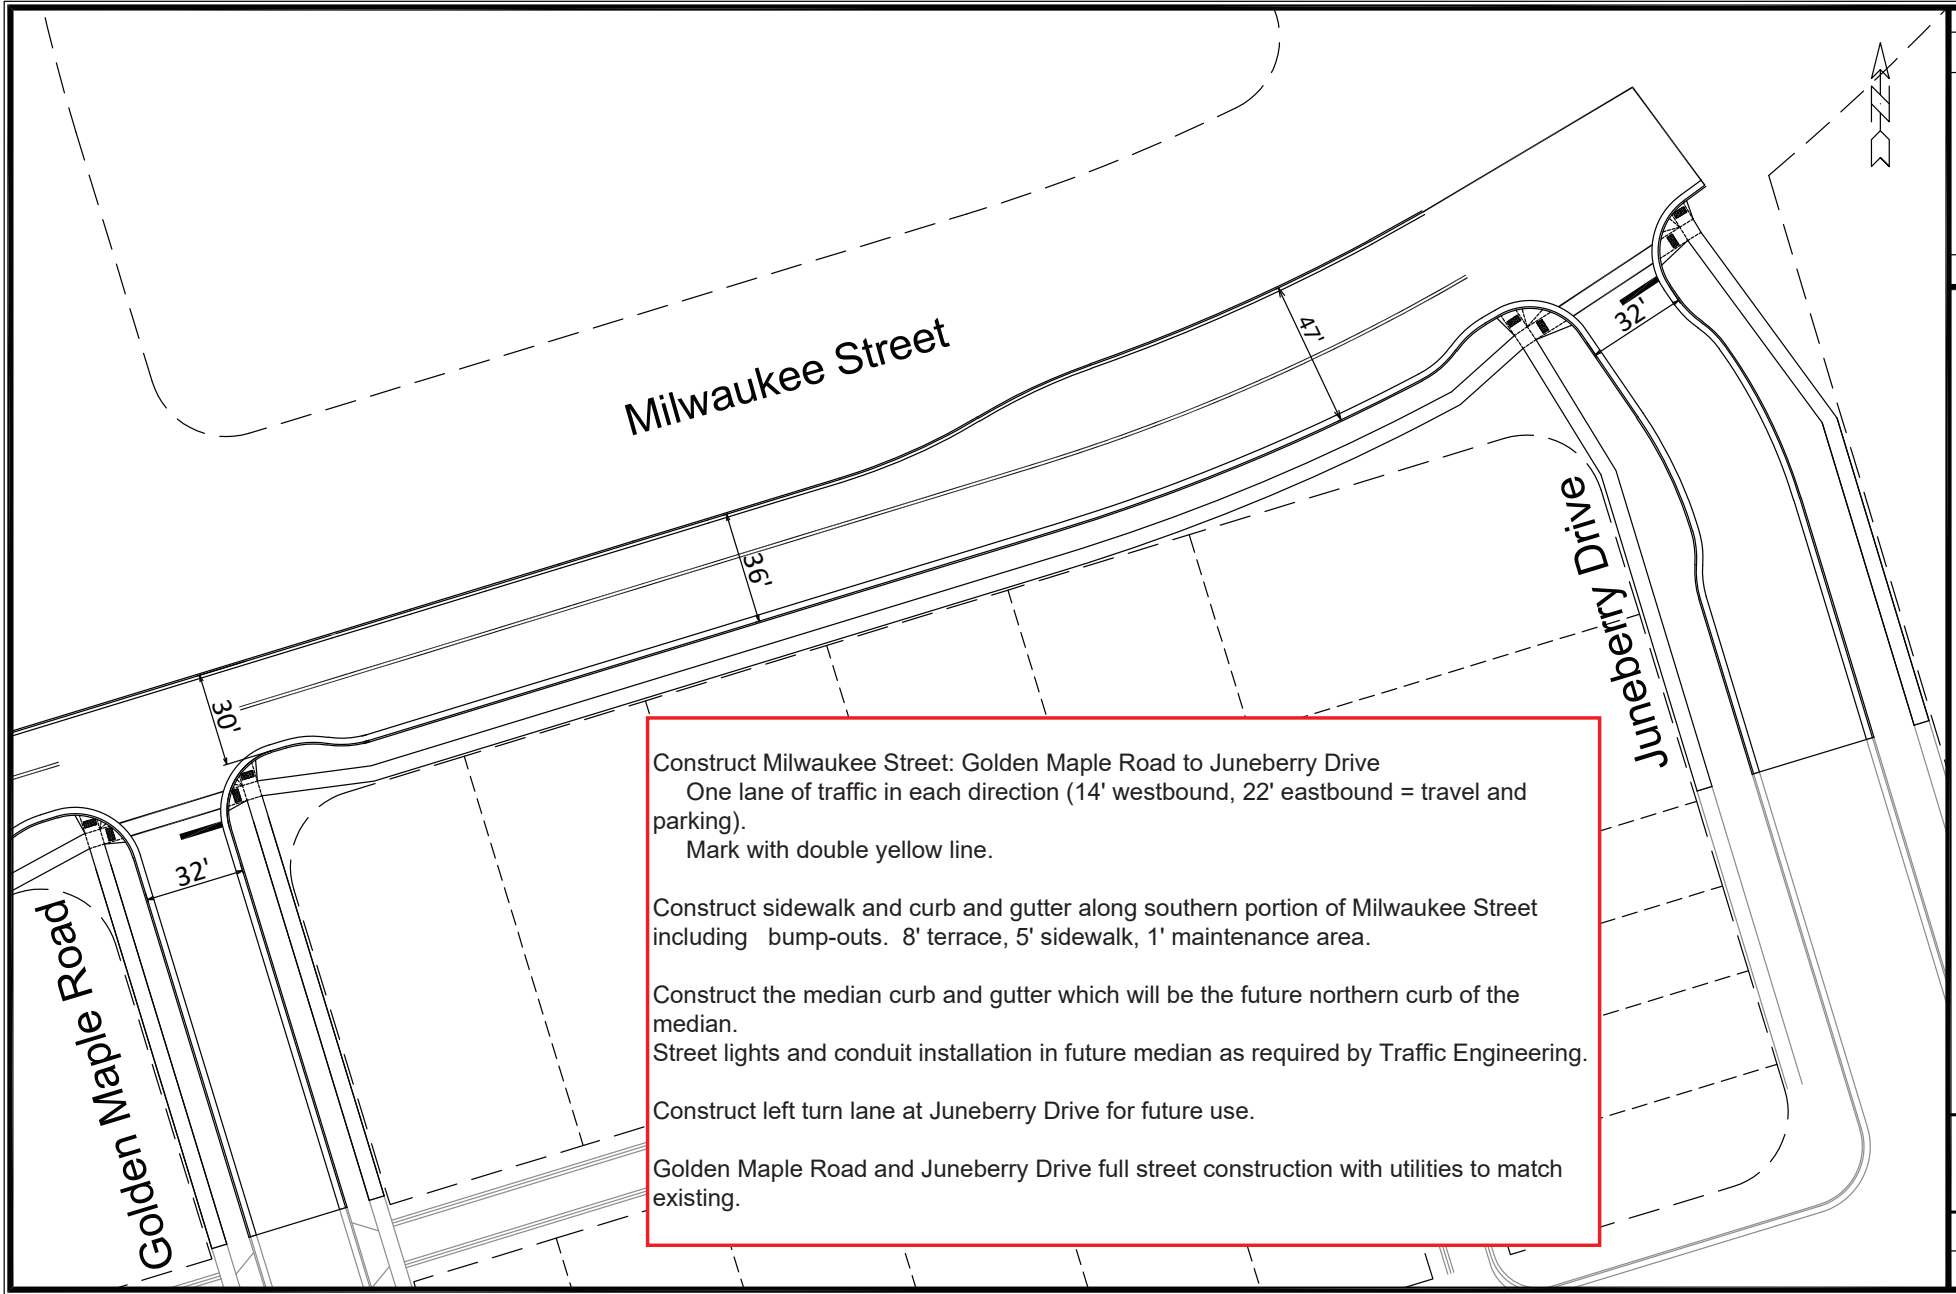 N
Milwaukee Street
47'
32'
36'
30'
32'
Juneberry Drive
Golden Maple Road
Construct Milwaukee Street: Golden Maple Road to Juneberry Drive
One lane of traffic in each direction (14' westbound, 22' eastbound = travel and
parking).
Mark with double yellow line.
Construct sidewalk and curb and gutter along southern portion of Milwaukee Street
including bump-outs. 8' terrace, 5' sidewalk, 1' maintenance area.
Construct the median curb and gutter which will be the future northern curb of the
median.
Street lights and conduit installation in future median as required by Traffic Engineering.
Construct left turn lane at Juneberry Drive for future use.
Golden Maple Road and Juneberry Drive full street construction with utilities to match
existing.